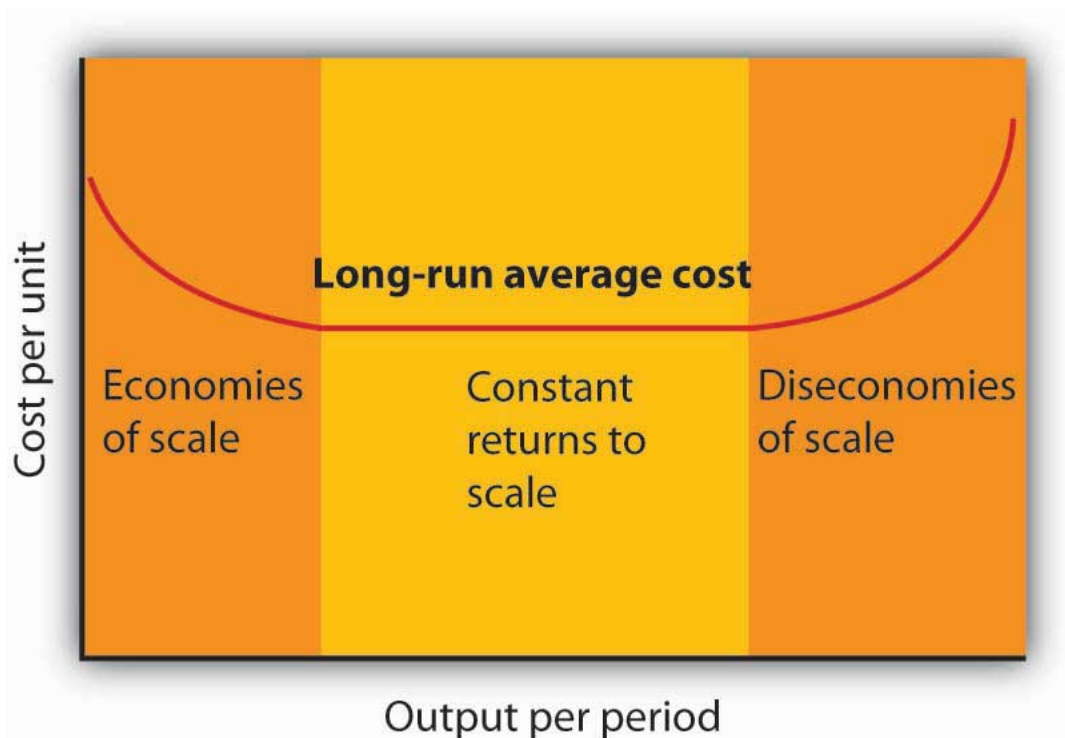 Cost per unit
Long-run average cost
Economies
of scale
Constant
returns to
scale
Diseconomies
of scale
Output per period